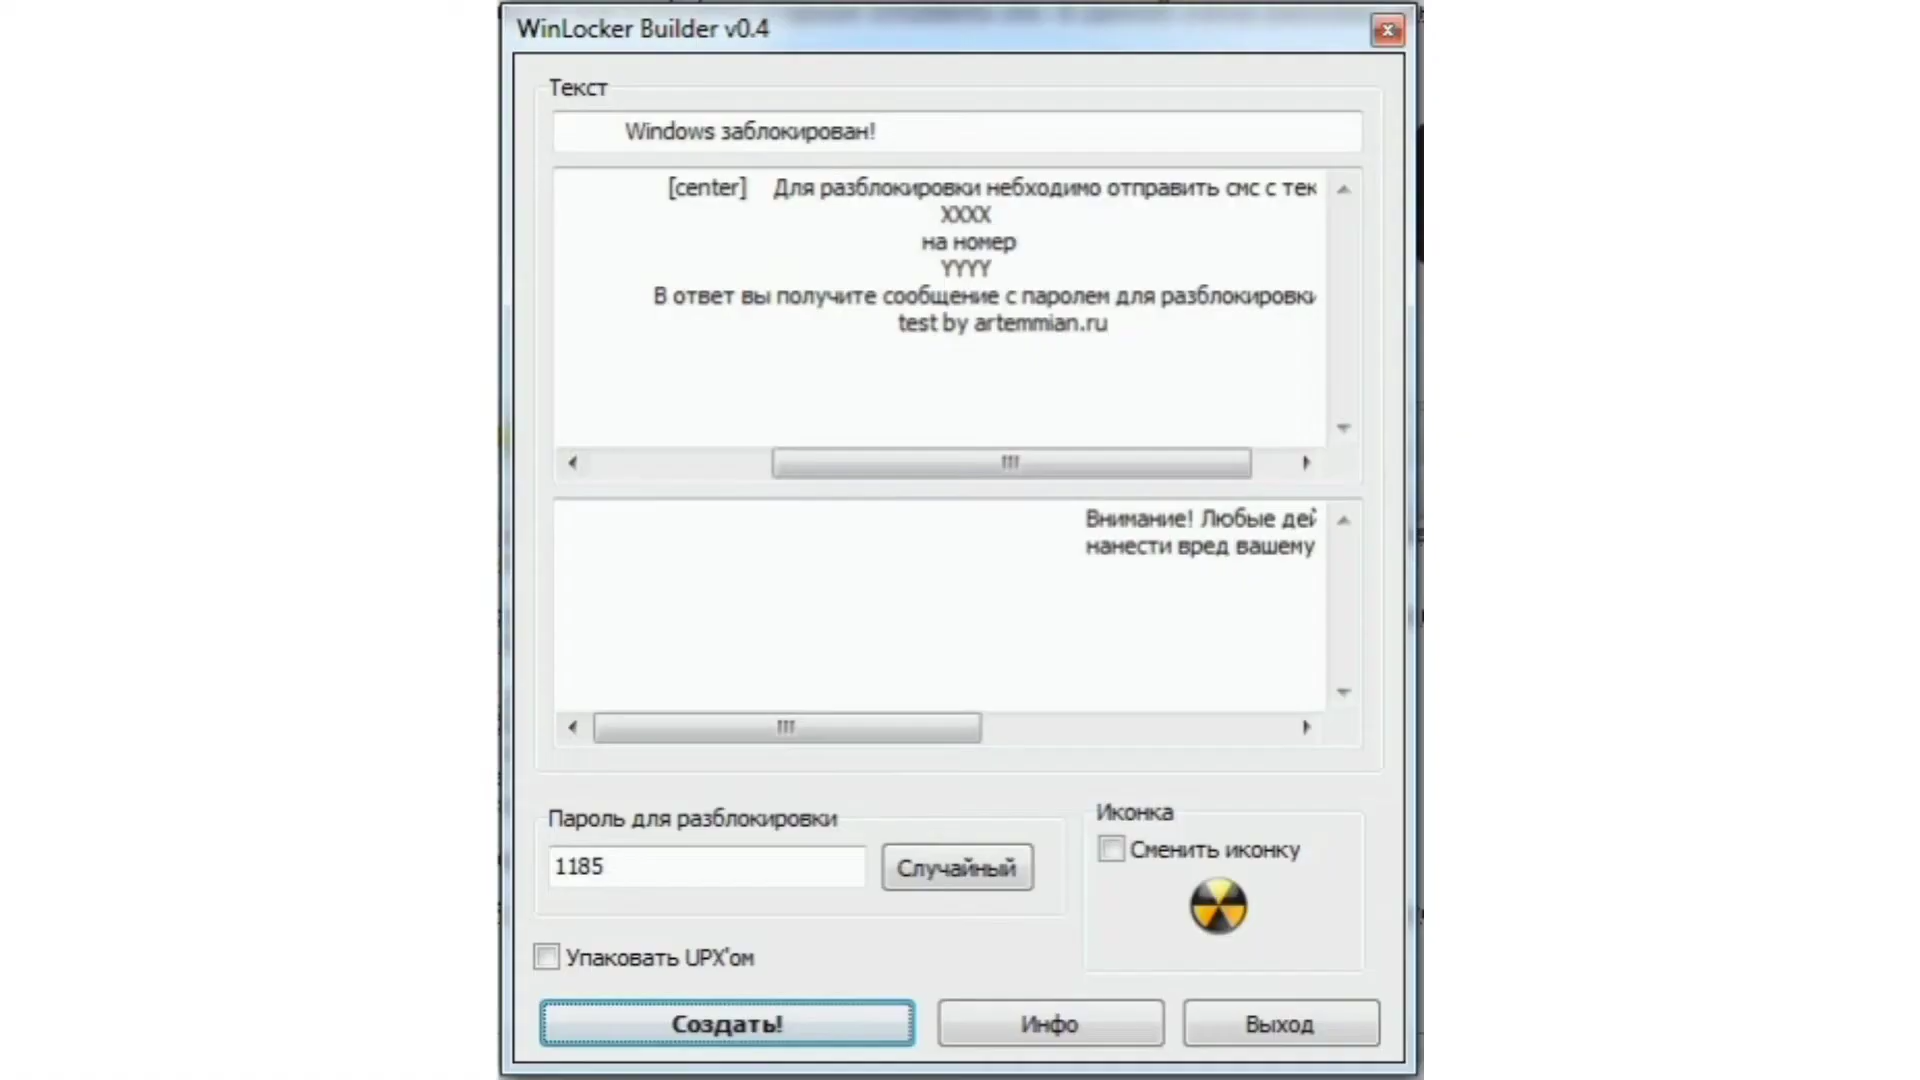 WinLocker Builder v0.4
Текст
Windows заблокирован!
[center] Для разблокировки небходимо отправить смс с тек
XXXX
на номер
YYYY
В ответ вы получите сообщение с паролем для разблокировки
test by artemmian.ru
Внимание! Любые дей
нанести вред вашему
Пароль для разблокировки
1185
Случайный
Иконка
Сменить иконку
Упаковать UPX'ом
Создать!
Инфо
Выход